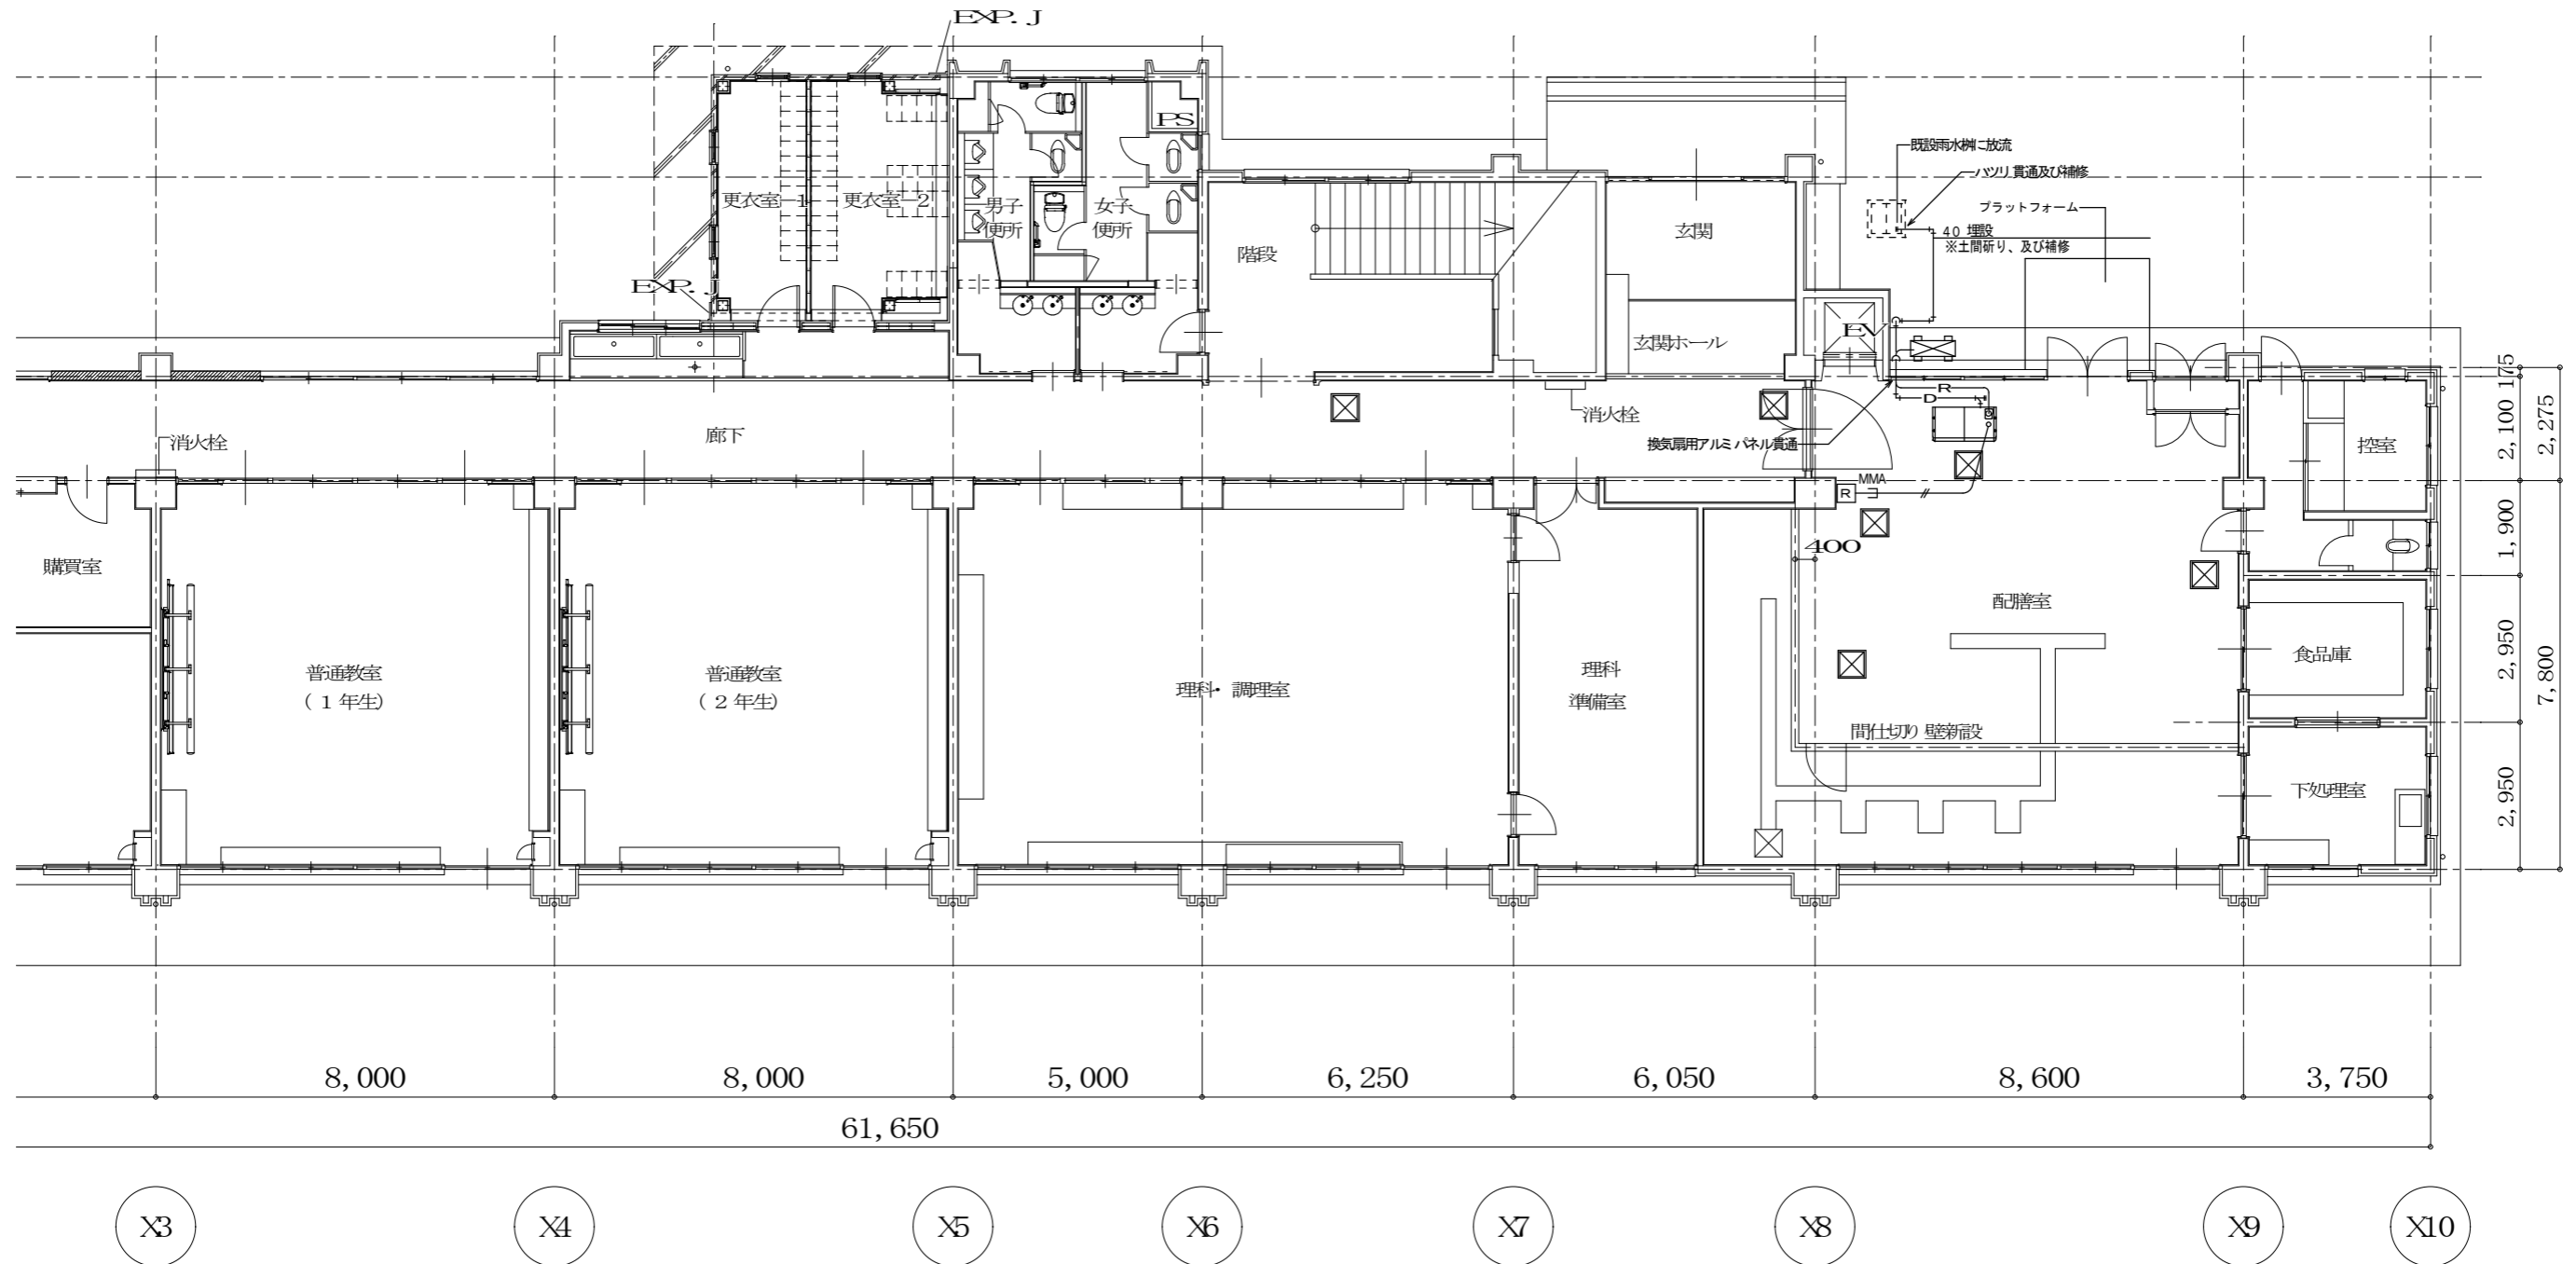 EXP. J
既設雨水桝に放流
ハツリ貫通及び補修
プラットフォーム
40 埋設
※土間斫り、及び補修
PS
更衣室-1
更衣室-2
男子
便所
女子
便所
階段
玄関
EXP. J
玄関ホール
EV
消火栓
廊下
消火栓
換気扇用アルミパネル貫通
R
D
控室
R
MMA
400
購買室
普通教室
(1年生)
普通教室
(2年生)
理科・調理室
理科
準備室
配膳室
間仕切り壁新設
食品庫
下処理室
175
2,100
2,275
1,900
2,950
7,800
2,950
8,000
8,000
5,000
6,250
6,050
8,600
3,750
61,650
X3
X4
X5
X6
X7
X8
X9
X10